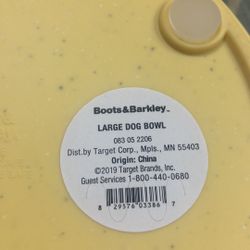 Boots&Barkley™
LARGE DOG BOWL
083 05 2206
Dist.by Target Corp., Mpls., MN 55403
Origin: China
©2019 Target Brands, Inc.
Guest Services 1-800-440-0680
8 29576 03386 7